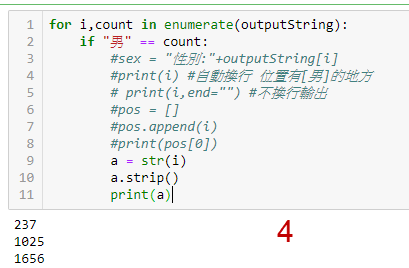 1 for i,count in enumerate(outputString):
2     if "男" == count:
3         #sex = "性別:"+outputString[i]
4         #print(i) #自動換行 位置有[男]的地方
5         # print(i,end="") #不換行輸出
6         #pos = []
7         #pos.append(i)
8         #print(pos[0])
9         a = str(i)
10         a.strip()
11         print(a)
237
1025
1656
4